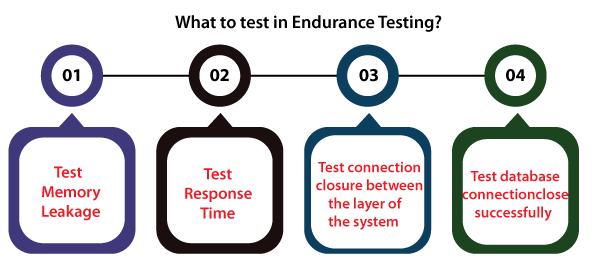 What to test in Endurance Testing?
01
02
03
04
Test
Memory
Leakage
Test
Response
Time
Test connection
closure between
the layer of
the system
Test database
connectionclose
successfully